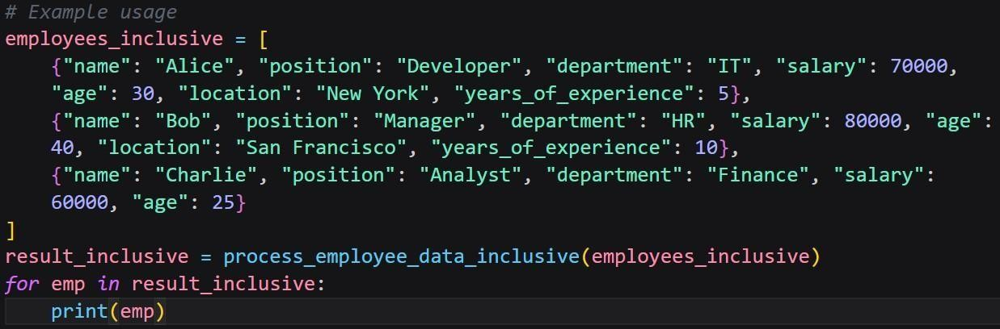 # Example usage
employees_inclusive = [
    {"name": "Alice", "position": "Developer", "department": "IT", "salary": 70000,
    "age": 30, "location": "New York", "years_of_experience": 5},
    {"name": "Bob", "position": "Manager", "department": "HR", "salary": 80000, "age":
    40, "location": "San Francisco", "years_of_experience": 10},
    {"name": "Charlie", "position": "Analyst", "department": "Finance", "salary":
    60000, "age": 25}
]
result_inclusive = process_employee_data_inclusive(employees_inclusive)
for emp in result_inclusive:
    print(emp)